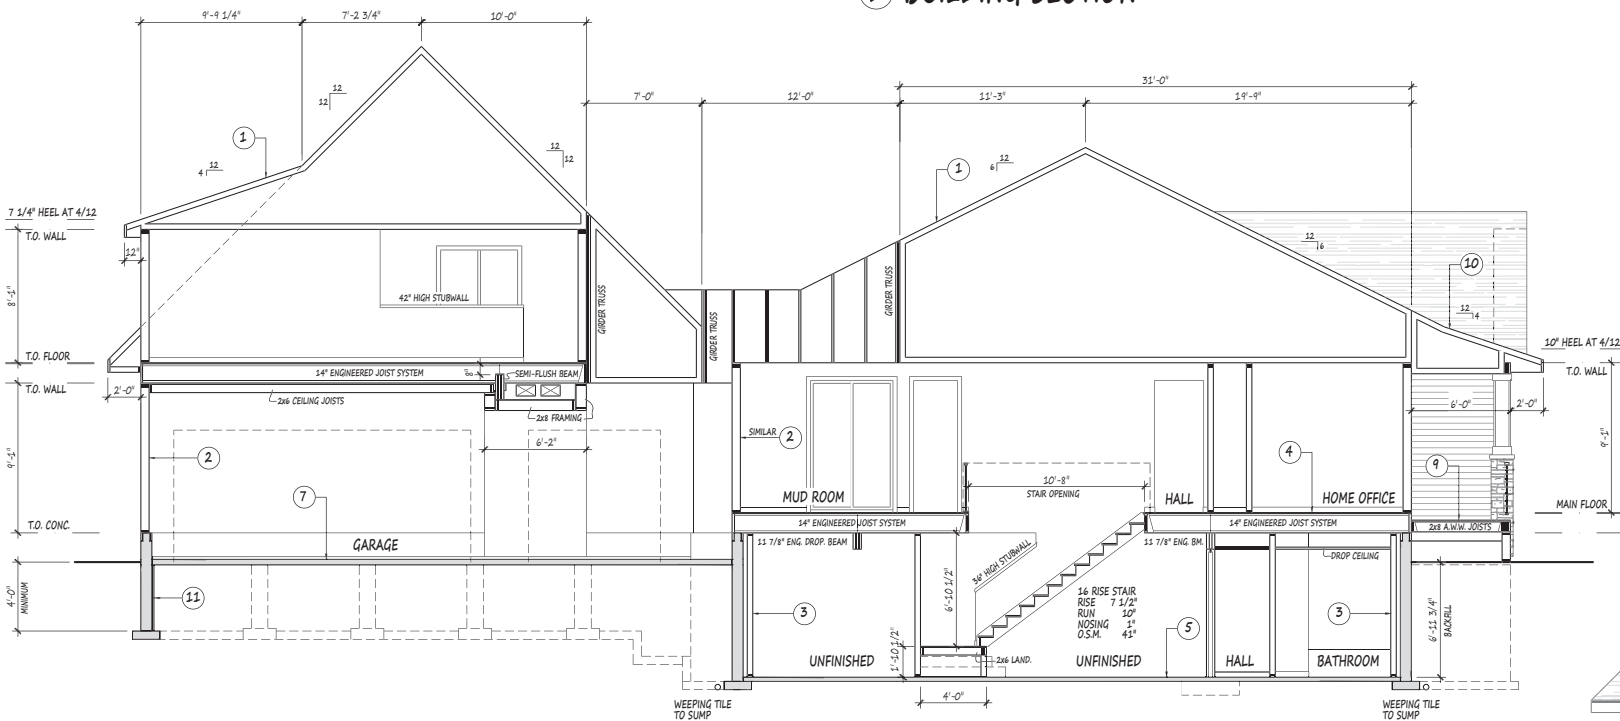 BUILDING SECTION
9'-9 1/4"
7'-2 3/4"
10'-0"
7'-0"
12'-0"
31'-0"
11'-3"
19'-9"
12
12
12
12
12
4
12
6
12
6
12
4
1
1
10
7 1/4" HEEL AT 4/12
T.O. WALL
12"
8'-1"
42" HIGH STUBWALL
GIRDER TRUSS
GIRDER TRUSS
GIRDER TRUSS
10" HEEL AT 4/12
T.O. WALL
T.O. FLOOR
14" ENGINEERED JOIST SYSTEM
8"
SEMI-FLUSH BEAM
T.O. WALL
2'-0"
2x6 CEILING JOISTS
2x8 FRAMING
6'-2"
6'-0"
2'-0"
9'-1"
9'-1"
2
SIMILAR
2
4
9
7
10'-8"
STAIR OPENING
MUD ROOM
HALL
HOME OFFICE
MAIN FLOOR
T.O. CONC.
GARAGE
14" ENGINEERED JOIST SYSTEM
14" ENGINEERED JOIST SYSTEM
2x8 A.W.W. JOISTS
11 7/8" ENG. DROP. BEAM
11 7/8" ENG. BM.
DROP CEILING
36" HIGH STUBWALL
4'-0"
MINIMUM
11
3
6'-10 1/2"
16 RISE STAIR
RISE 7 1/2"
RUN 10"
NOSING 1"
O.S.M. 41"
5
3
6'-11 3/4"
BACKFILL
1'-10 1/2"
UNFINISHED
2x6 LAND.
UNFINISHED
HALL
BATHROOM
4'-0"
WEEPING TILE
TO SUMP
WEEPING TILE
TO SUMP